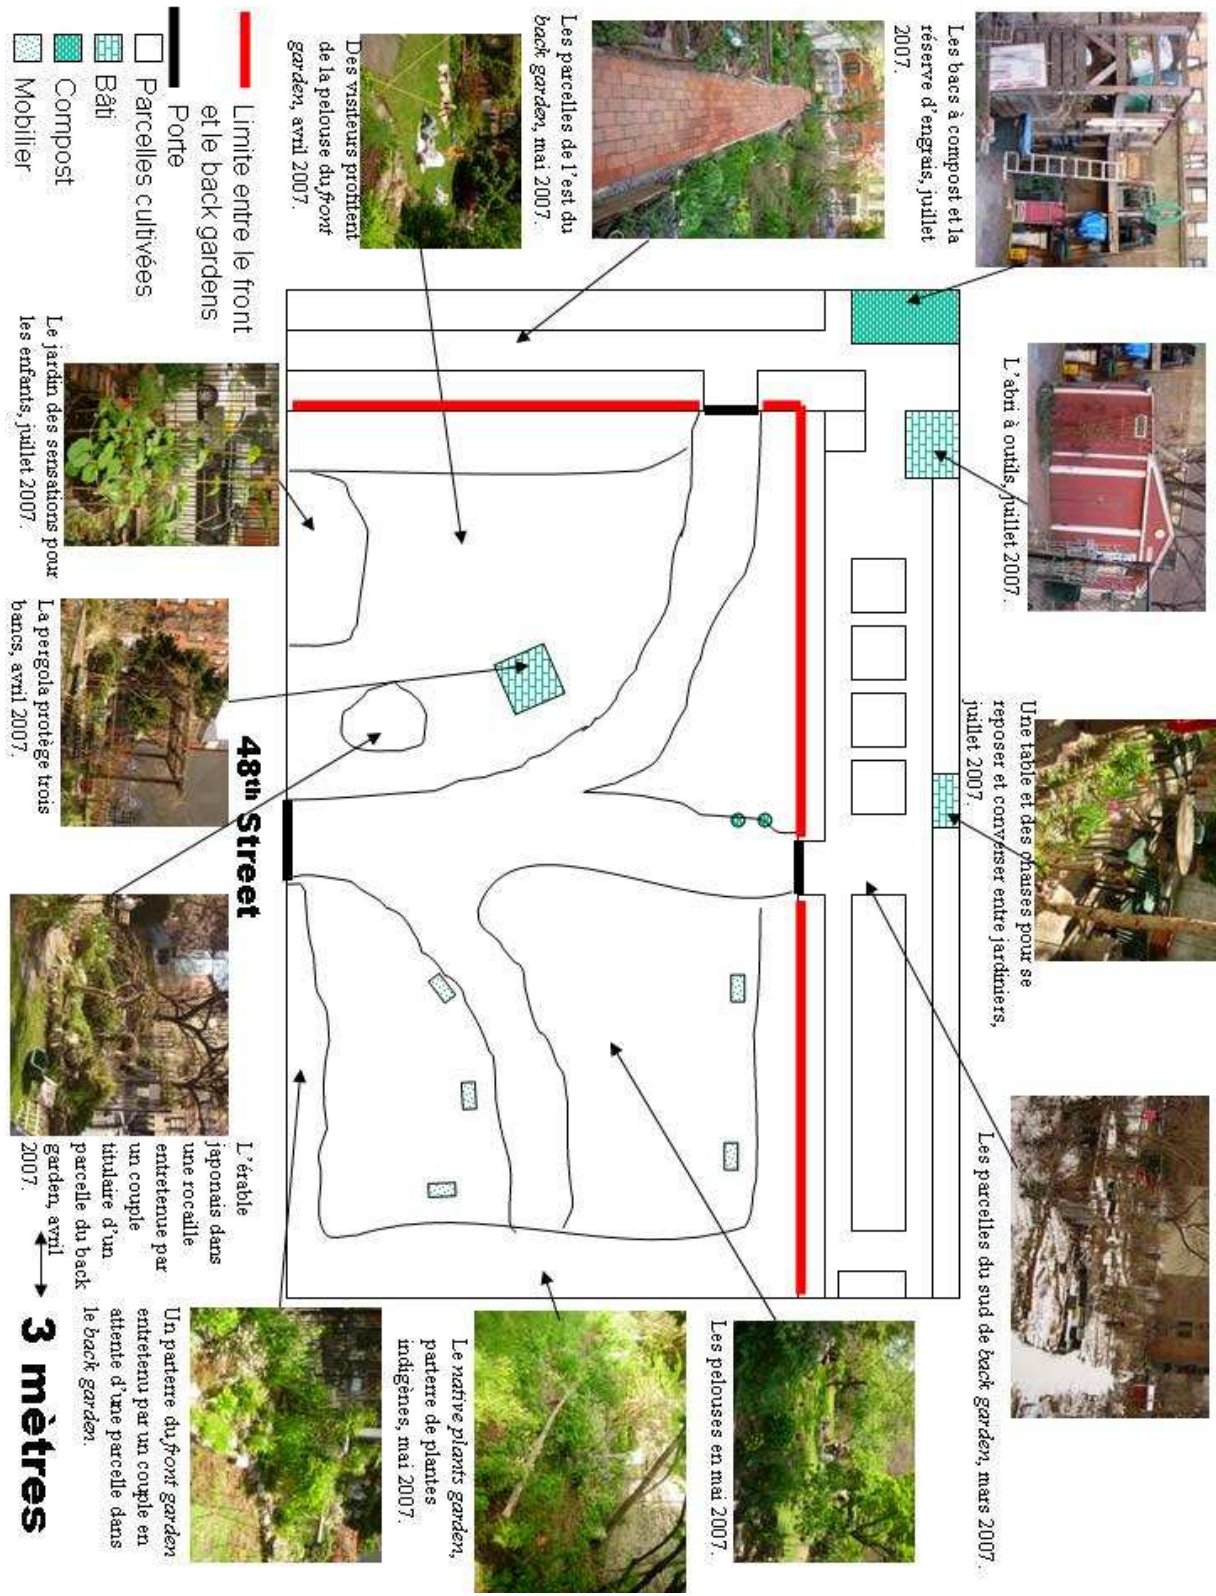 Les bacs à compost et la
réserve d'engrais, juillet
2007.
L'abri à outils, juillet 2007.
Une table et des chaises pour se
reposer et converser entre jardiniers,
juillet 2007.
Les parcelles du sud de back garden, mars 2007.
Les parcelles de l'est du
back garden, mai 2007.
Les pelouses en mai 2007.
Le native plants garden,
parterre de plantes
indigènes, mai 2007.
Des visiteurs profitent
de la pelouse du front
garden, avril 2007.
48th Street
Limite entre le front
et le back gardens
Porte
Parcelles cultivées
Bâti
Compost
Mobilier
Le jardin des sensations pour
les enfants, juillet 2007.
La pergola protège trois
bancs, avril 2007.
L'érable
japonais dans
une rocaille
entretenue par
un couple
titulaire d'un
parcelle du back
garden, avril
2007.
Un parterre du front garden
entretenu par un couple en
attente d'une parcelle dans
le back garden.
3 mètres